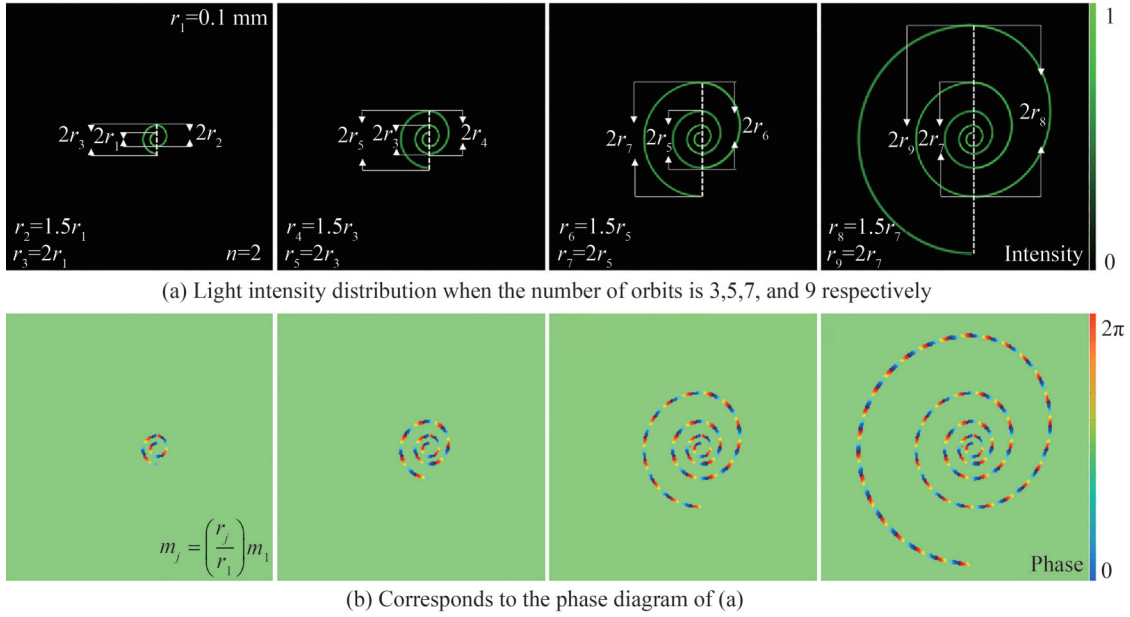 r₁=0.1 mm
2r₃ 2r₁ 2r₂
r₂=1.5r₁
r₃=2r₁ n=2
2r₅ 2r₃ 2r₄
r₄=1.5r₃
r₅=2r₃
2r₇ 2r₅ 2r₆
r₆=1.5r₅
r₇=2r₅
2r₉ 2r₇ 2r₈
r₈=1.5r₇
r₉=2r₇ Intensity
1
0
(a) Light intensity distribution when the number of orbits is 3,5,7, and 9 respectively
m_j = (r_j / r₁) m₁
Phase
2π
0
(b) Corresponds to the phase diagram of (a)